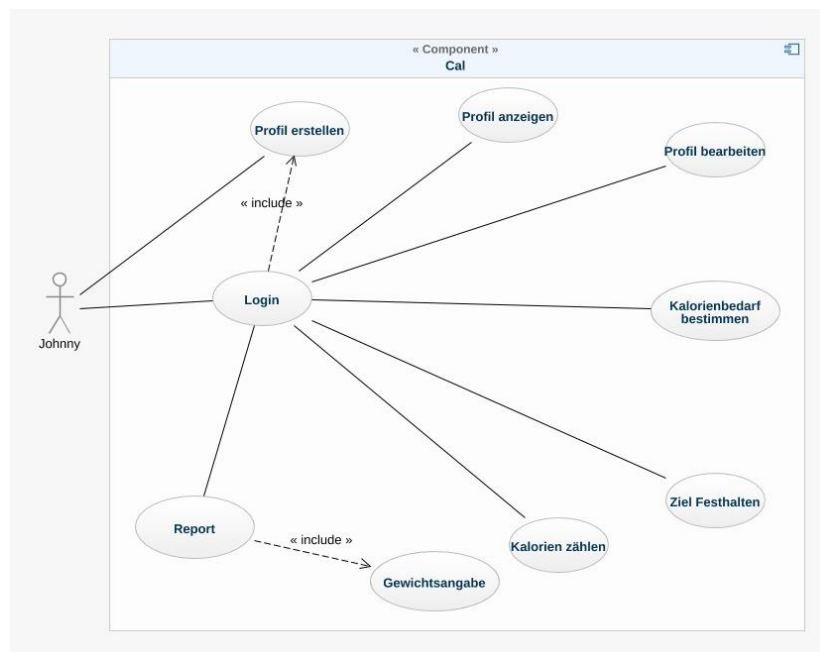 « Component »
Cal
Profil erstellen
Profil anzeigen
Profil bearbeiten
« include »
Login
Kalorienbedarf
bestimmen
Johnny
Report
« include »
Gewichtsangabe
Kalorien zählen
Ziel Festhalten